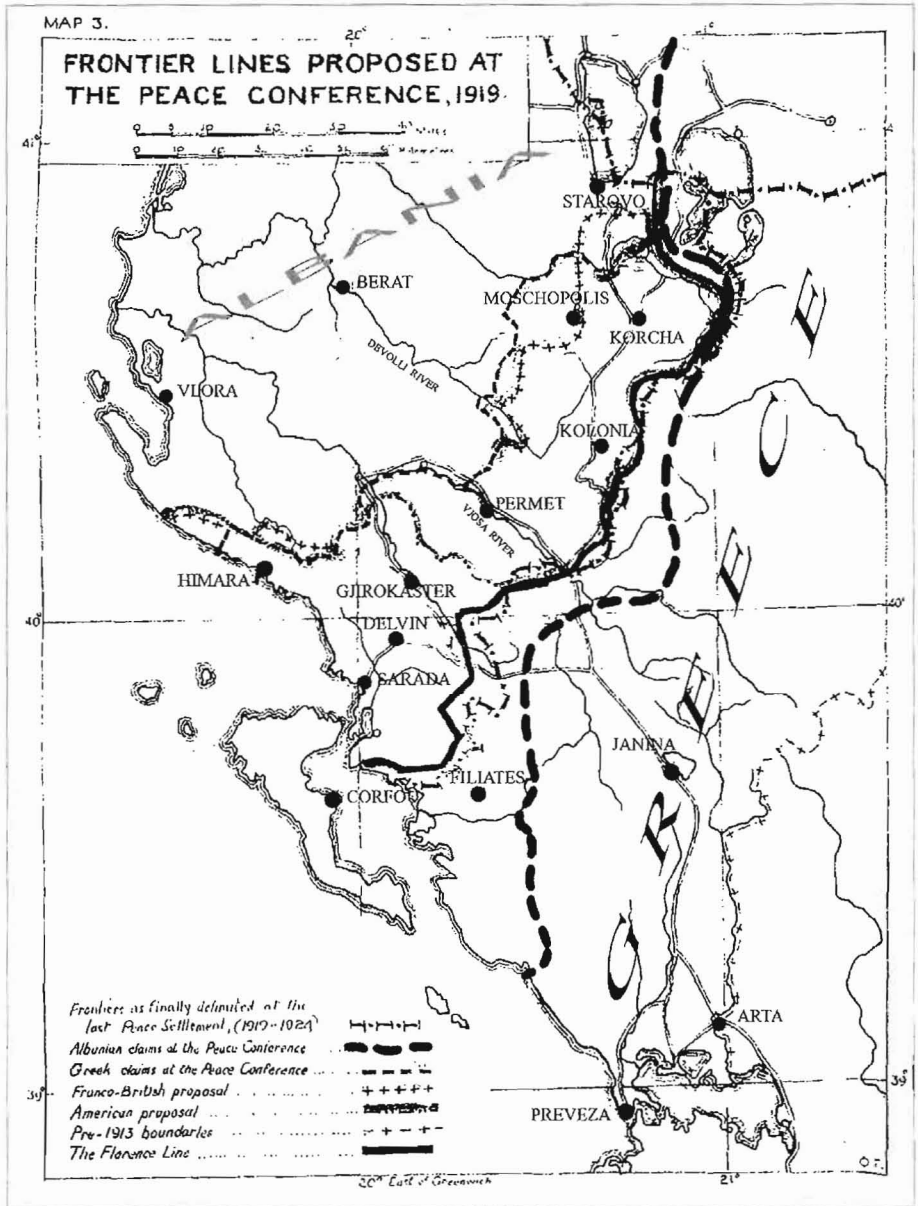 MAP 3.
20°
FRONTIER LINES PROPOSED AT
THE PEACE CONFERENCE, 1919.
41°
ALBANIA
STAROVO
BERAT
MOSCHOPOLIS
KORCHA
DEVOLLI RIVER
VLORA
KOLONIA
PERMET
VJOSA RIVER
HIMARA
GJIROKASTER
40°
40°
DELVIN
SARADA
JANINA
FILIATES
CORFOU
GREECE
ARTA
PREVEZA
39°
39°
Frontiers as finally delimited at the
last Peace Settlement,
Albanian claims at the Peace Conference
Greek claims at the Peace Conference
Franco-British proposal
American proposal
Pre-1913 boundaries
The Florence Line
20° East of Greenwich
21°